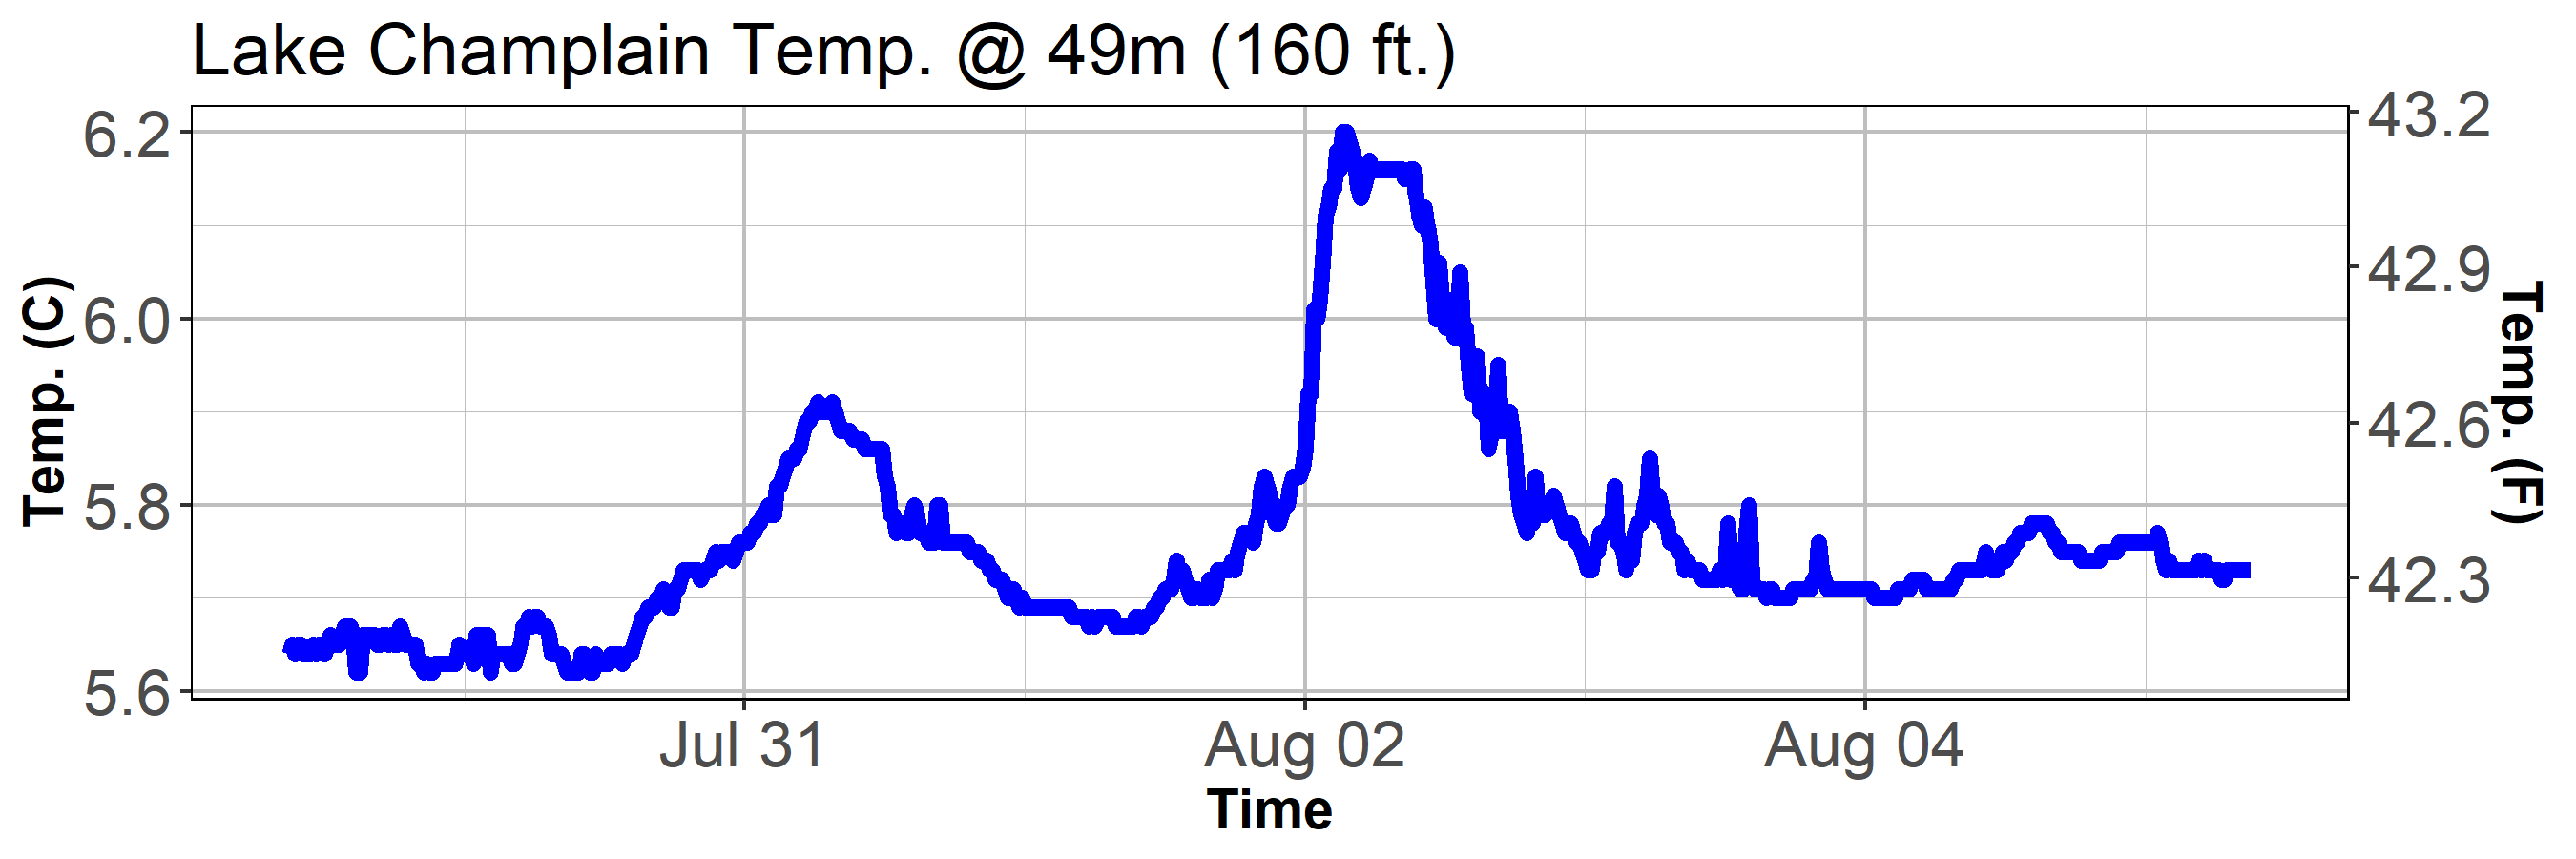 Lake Champlain Temp. @ 49m (160 ft.)
6.2
6.0
5.8
5.6
Temp. (C)
43.2
42.9
42.6
42.3
Temp. (F)
Jul 31
Aug 02
Aug 04
Time